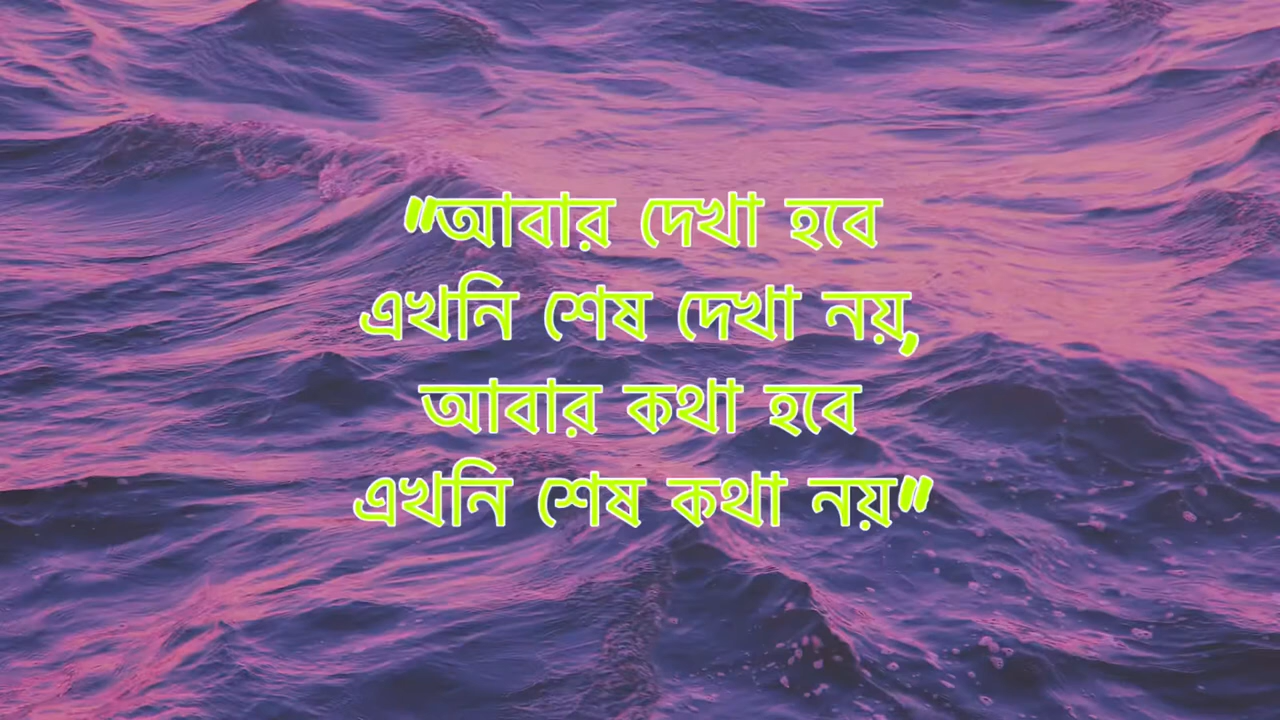 "আবার দেখা হবে
এখনি শেষ দেখা নয়,
আবার কথা হবে
এখনি শেষ কথা নয়"